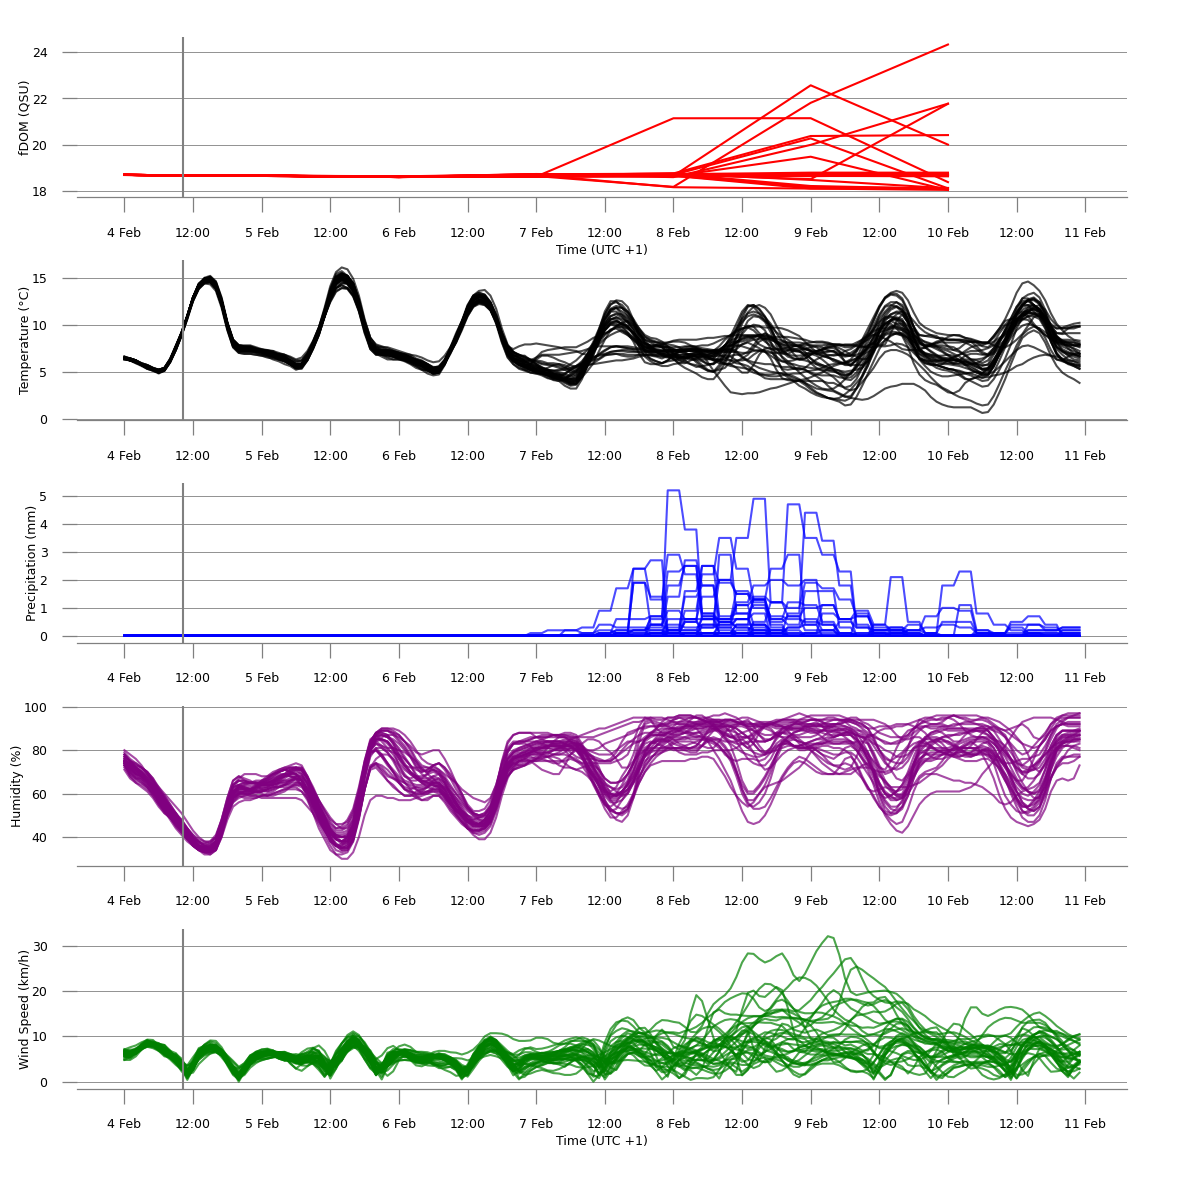 24
22
20
18
fDOM (QSU)
4 Feb 12:00 5 Feb 12:00 6 Feb 12:00 7 Feb 12:00 8 Feb 12:00 9 Feb 12:00 10 Feb 12:00 11 Feb
Time (UTC +1)
15
10
5
0
Temperature (°C)
4 Feb 12:00 5 Feb 12:00 6 Feb 12:00 7 Feb 12:00 8 Feb 12:00 9 Feb 12:00 10 Feb 12:00 11 Feb
5
4
3
2
1
0
Precipitation (mm)
4 Feb 12:00 5 Feb 12:00 6 Feb 12:00 7 Feb 12:00 8 Feb 12:00 9 Feb 12:00 10 Feb 12:00 11 Feb
100
80
60
40
Humidity (%)
4 Feb 12:00 5 Feb 12:00 6 Feb 12:00 7 Feb 12:00 8 Feb 12:00 9 Feb 12:00 10 Feb 12:00 11 Feb
30
20
10
0
Wind Speed (km/h)
4 Feb 12:00 5 Feb 12:00 6 Feb 12:00 7 Feb 12:00 8 Feb 12:00 9 Feb 12:00 10 Feb 12:00 11 Feb
Time (UTC +1)